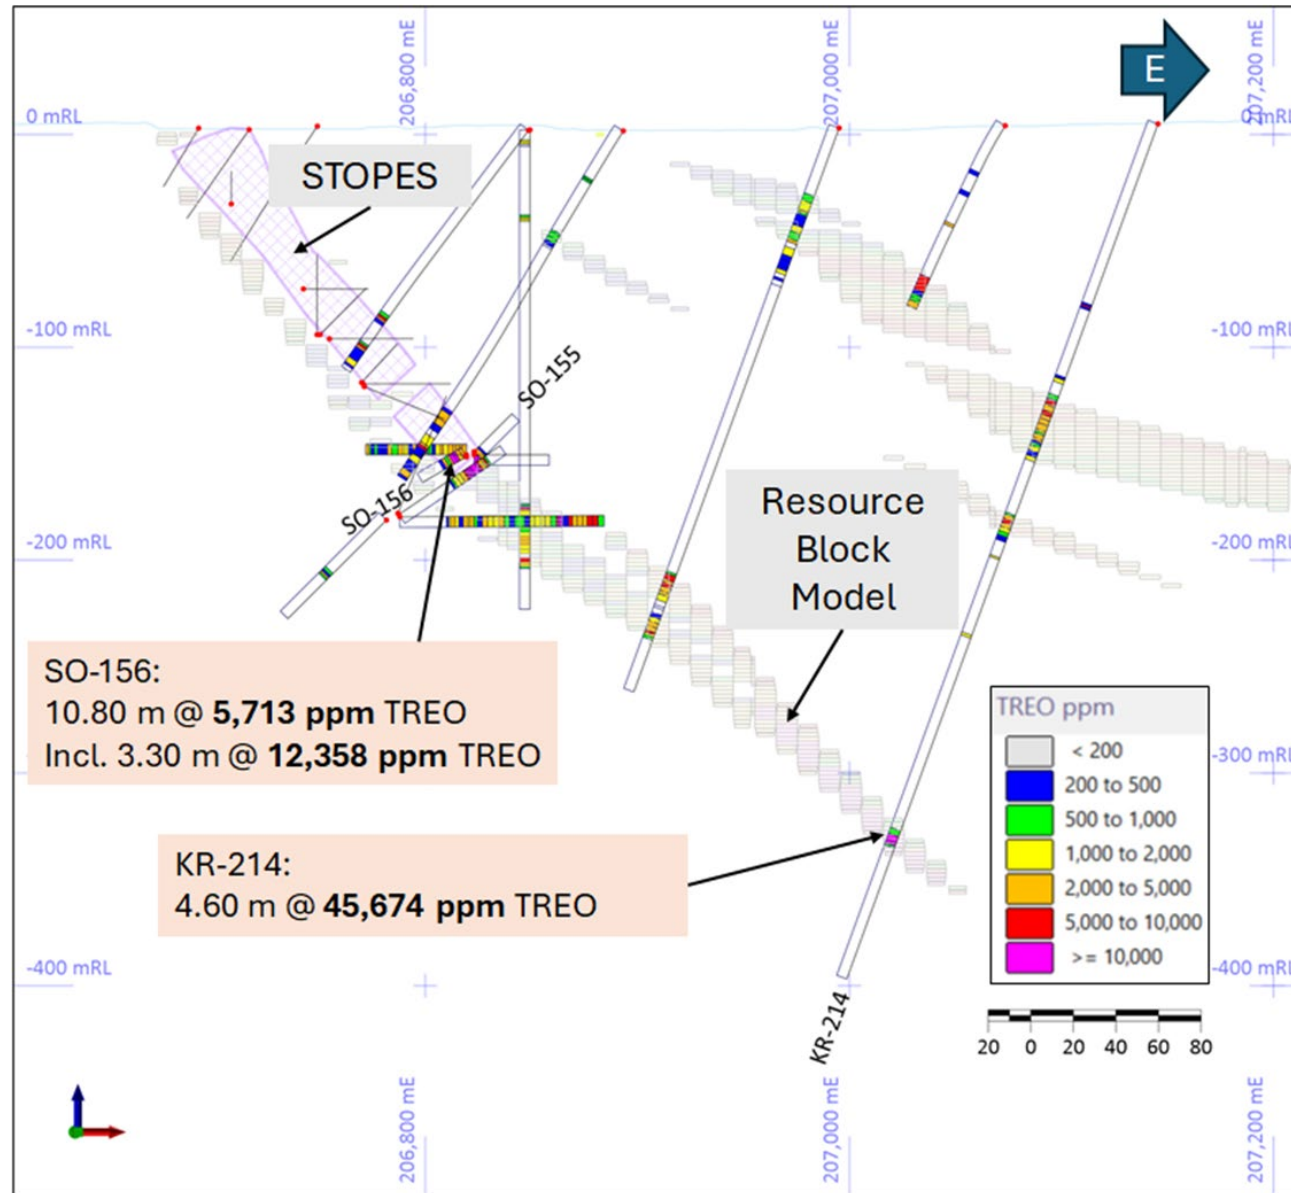 206,800 mE
207,000 mE
207,200 mE
E
0 mRL
0 mRL
STOPES
-100 mRL
-100 mRL
SO-155
SO-156
Resource
Block
Model
-200 mRL
-200 mRL
SO-156:
10.80 m @ 5,713 ppm TREO
Incl. 3.30 m @ 12,358 ppm TREO
TREO ppm
< 200
200 to 500
500 to 1,000
1,000 to 2,000
2,000 to 5,000
5,000 to 10,000
>= 10,000
-300 mRL
KR-214:
4.60 m @ 45,674 ppm TREO
-400 mRL
-400 mRL
KR-214
20 0 20 40 60 80
206,800 mE
207,000 mE
207,200 mE